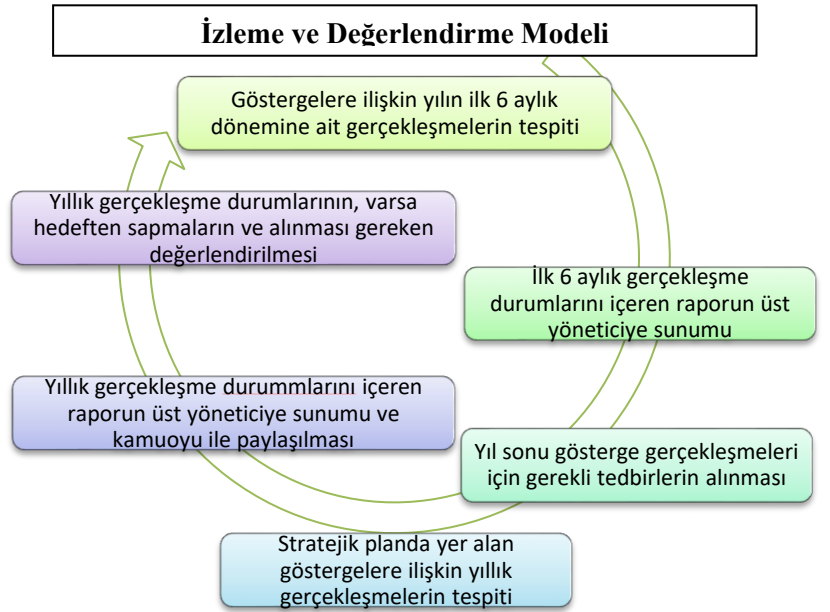 İzleme ve Değerlendirme Modeli
Göstergelere ilişkin yılın ilk 6 aylık
dönemine ait gerçekleşmelerin tespiti
İlk 6 aylık gerçekleşme
durumlarını içeren raporun üst
yöneticiye sunumu
Yıl sonu gösterge gerçekleşmeleri
için gerekli tedbirlerin alınması
Stratejik planda yer alan
göstergelere ilişkin yıllık
gerçekleşmelerin tespiti
Yıllık gerçekleşme durummlarını içeren
raporun üst yöneticiye sunumu ve
kamuoyu ile paylaşılması
Yıllık gerçekleşme durumlarının, varsa
hedeften sapmaların ve alınması gereken
değerlendirilmesi